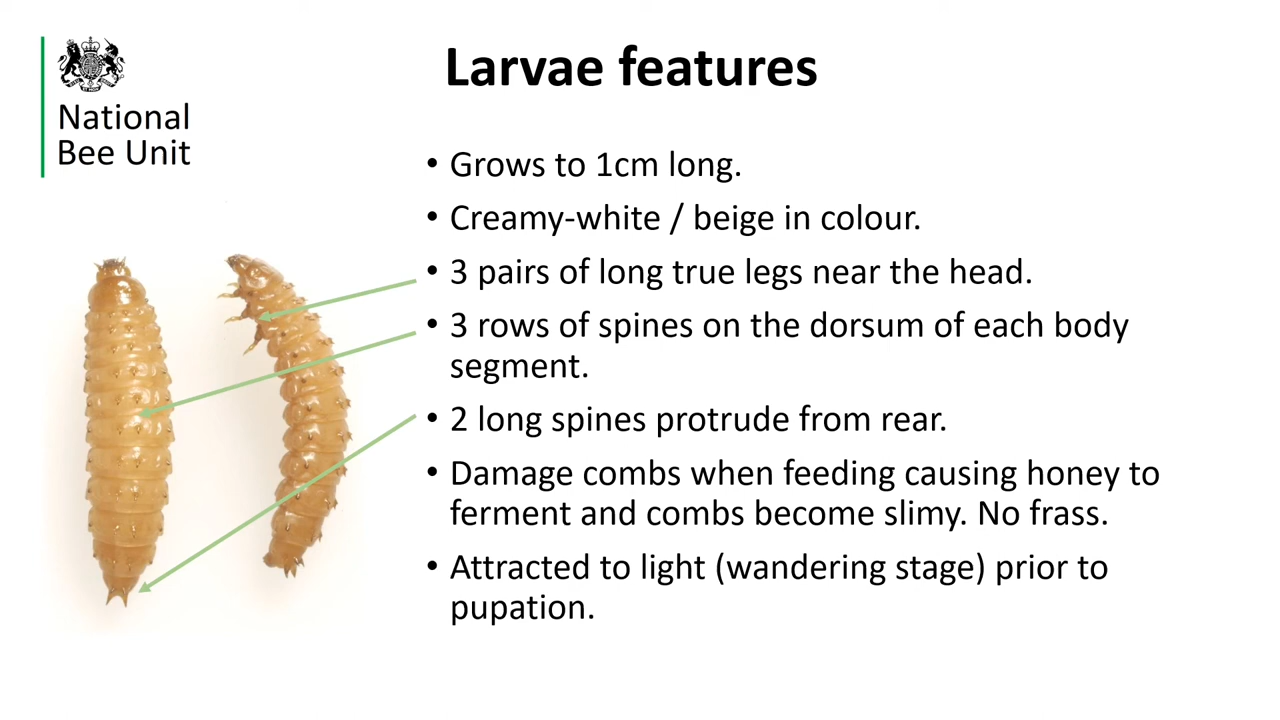 National
Bee Unit
Larvae features
• Grows to 1cm long.
• Creamy-white / beige in colour.
• 3 pairs of long true legs near the head.
• 3 rows of spines on the dorsum of each body
segment.
• 2 long spines protrude from rear.
• Damage combs when feeding causing honey to
ferment and combs become slimy. No frass.
• Attracted to light (wandering stage) prior to
pupation.